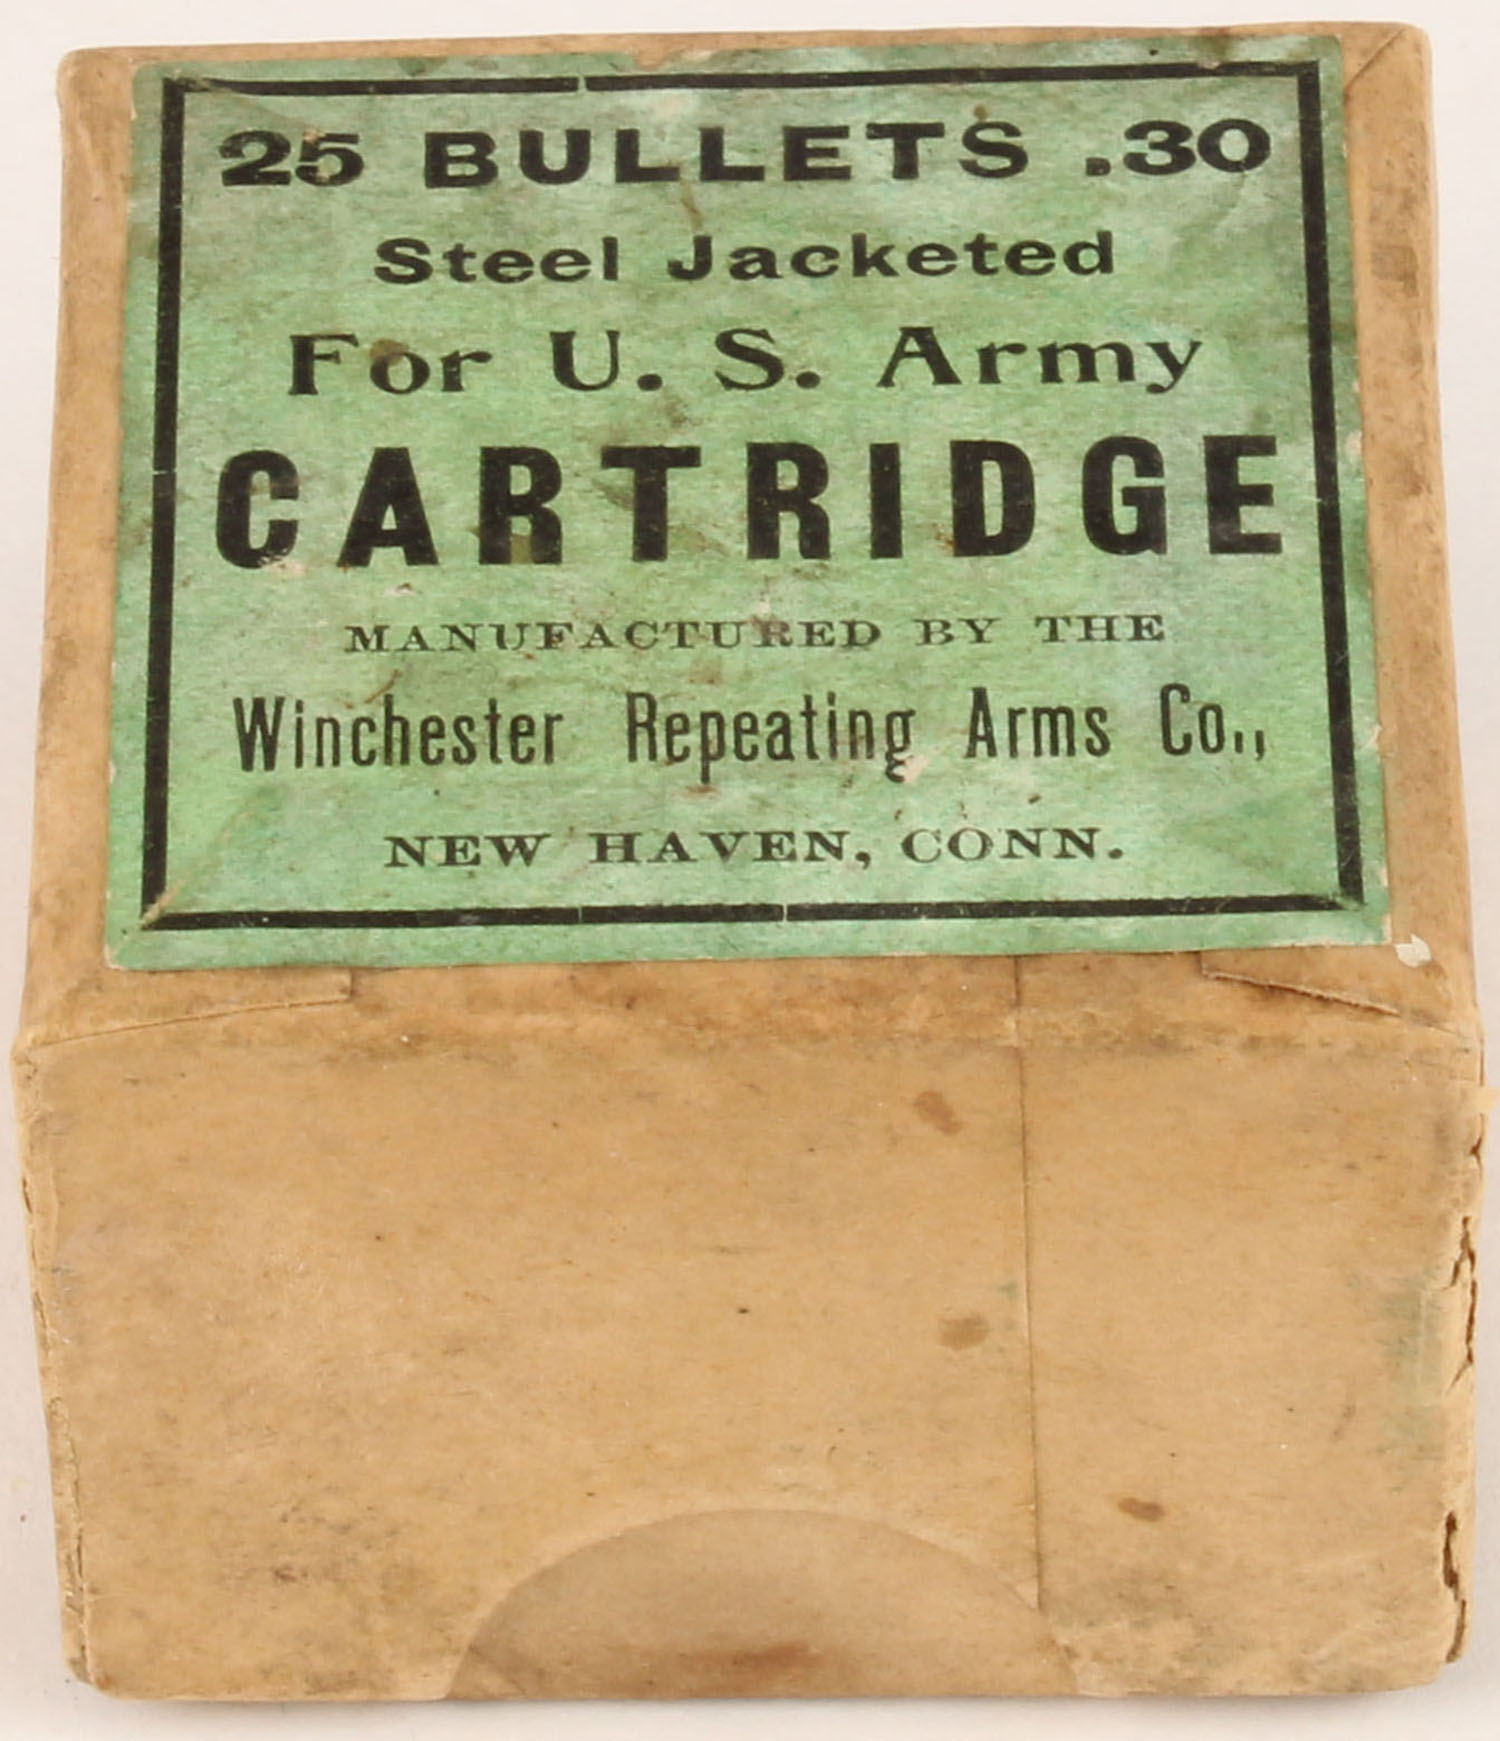 25 BULLETS .30
Steel Jacketed
For U. S. Army
CARTRIDGE
MANUFACTURED BY THE
Winchester Repeating Arms Co.,
NEW HAVEN, CONN.